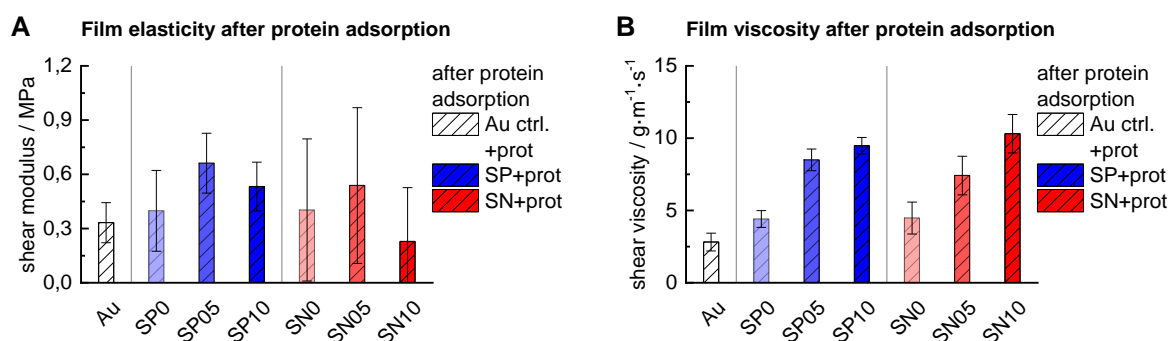 A Film elasticity after protein adsorption
shear modulus / MPa
1,2
0,9
0,6
0,3
0,0
Au
SP0
SP05
SP10
SN0
SN05
SN10
after protein
adsorption
Au ctrl.
+prot
SP+prot
SN+prot
B Film viscosity after protein adsorption
shear viscosity / g·m⁻¹·s⁻¹
15
10
5
0
Au
SP0
SP05
SP10
SN0
SN05
SN10
after protein
adsorption
Au ctrl.
+prot
SP+prot
SN+prot